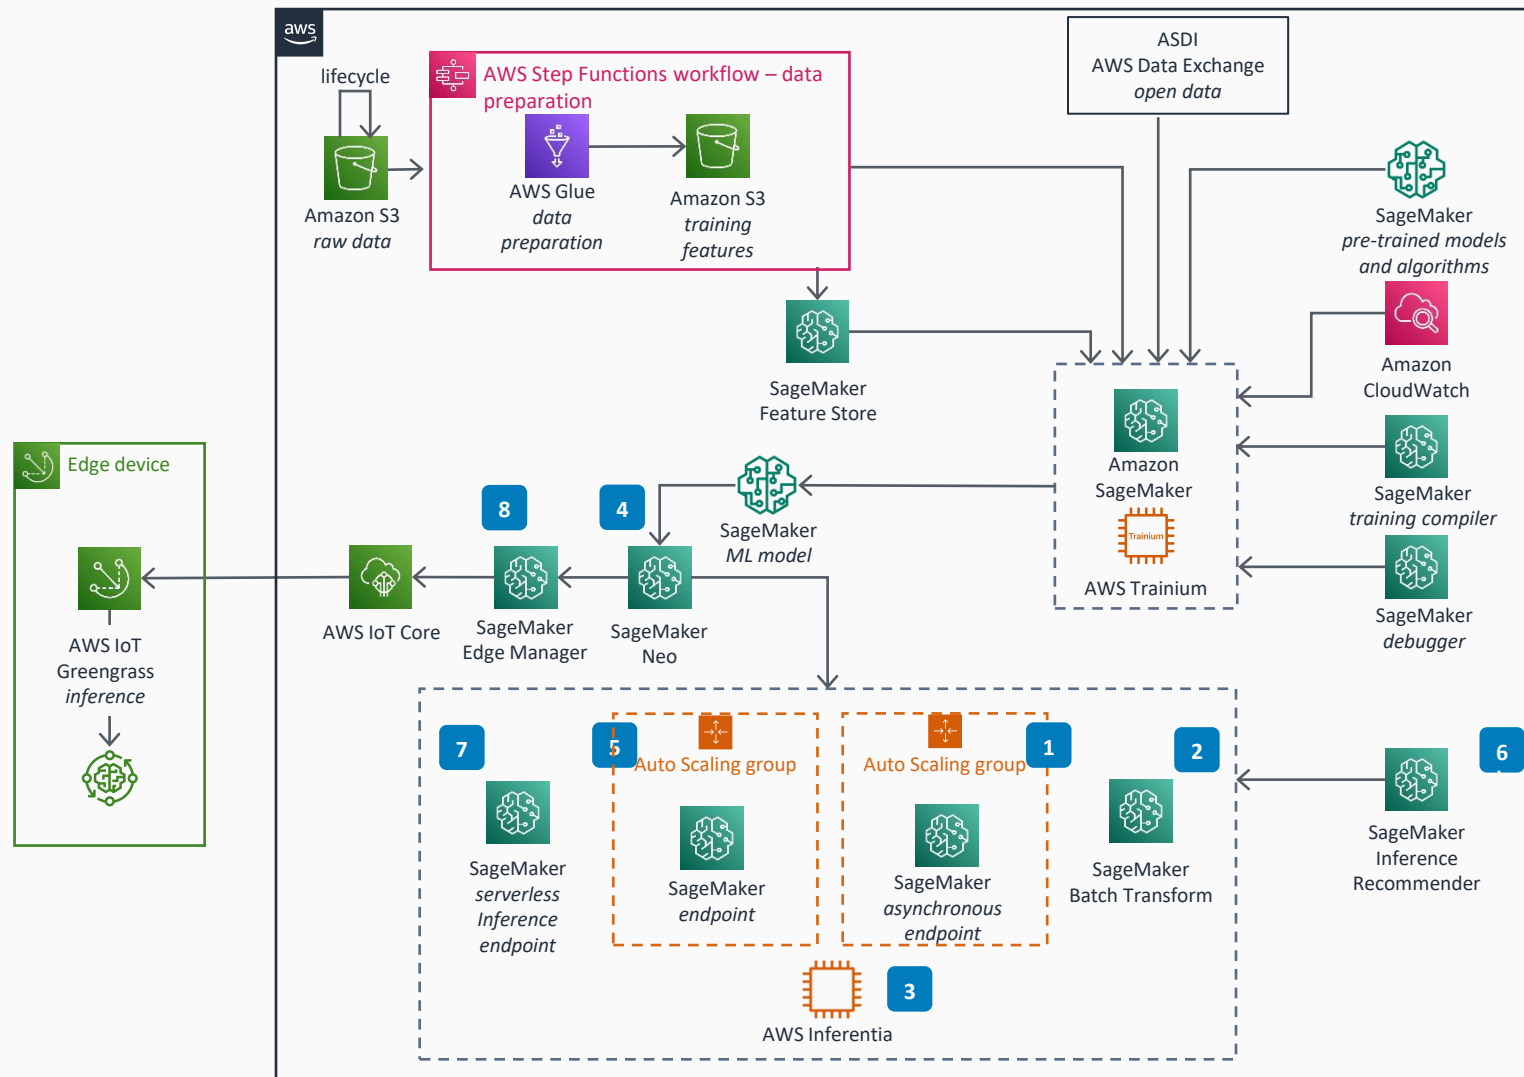 aws
lifecycle
Amazon S3
raw data
AWS Step Functions workflow – data
preparation
AWS Glue
data
preparation
Amazon S3
training
features
ASDI
AWS Data Exchange
open data
SageMaker
pre-trained models
and algorithms
Amazon
CloudWatch
SageMaker
Feature Store
Amazon
SageMaker
Trainium
AWS Trainium
SageMaker
training compiler
SageMaker
debugger
SageMaker
ML model
Edge device
AWS IoT
Greengrass
inference
AWS IoT Core
8
SageMaker
Edge Manager
4
SageMaker
Neo
7
SageMaker
serverless
Inference
endpoint
5
Auto Scaling group
SageMaker
endpoint
Auto Scaling group
1
SageMaker
asynchronous
endpoint
2
SageMaker
Batch Transform
6
SageMaker
Inference
Recommender
3
AWS Inferentia